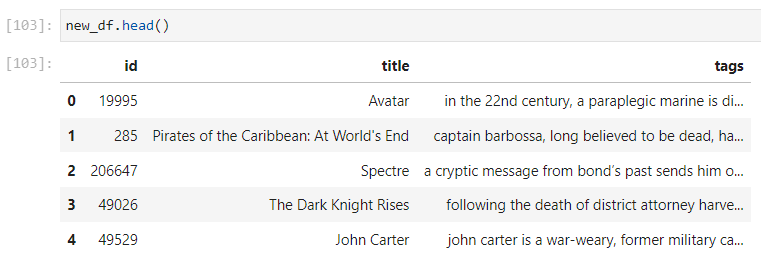 [103]: new_df.head()
[103]:
id title tags
0 19995 Avatar in the 22nd century, a paraplegic marine is di...
1 285 Pirates of the Caribbean: At World's End captain barbossa, long believed to be dead, ha...
2 206647 Spectre a cryptic message from bond’s past sends him o...
3 49026 The Dark Knight Rises following the death of district attorney harve...
4 49529 John Carter john carter is a war-weary, former military ca...